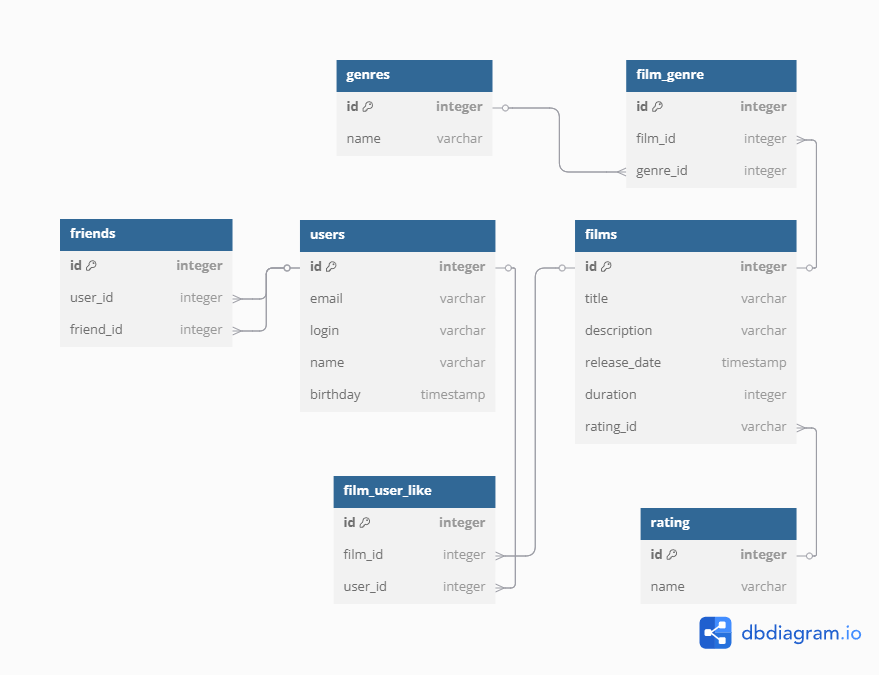 genres
id integer
name varchar
film_genre
id integer
film_id integer
genre_id integer
friends
id integer
user_id integer
friend_id integer
users
id integer
email varchar
login varchar
name varchar
birthday timestamp
films
id integer
title varchar
description varchar
release_date timestamp
duration integer
rating_id varchar
film_user_like
id integer
film_id integer
user_id integer
rating
id integer
name varchar
dbdiagram.io